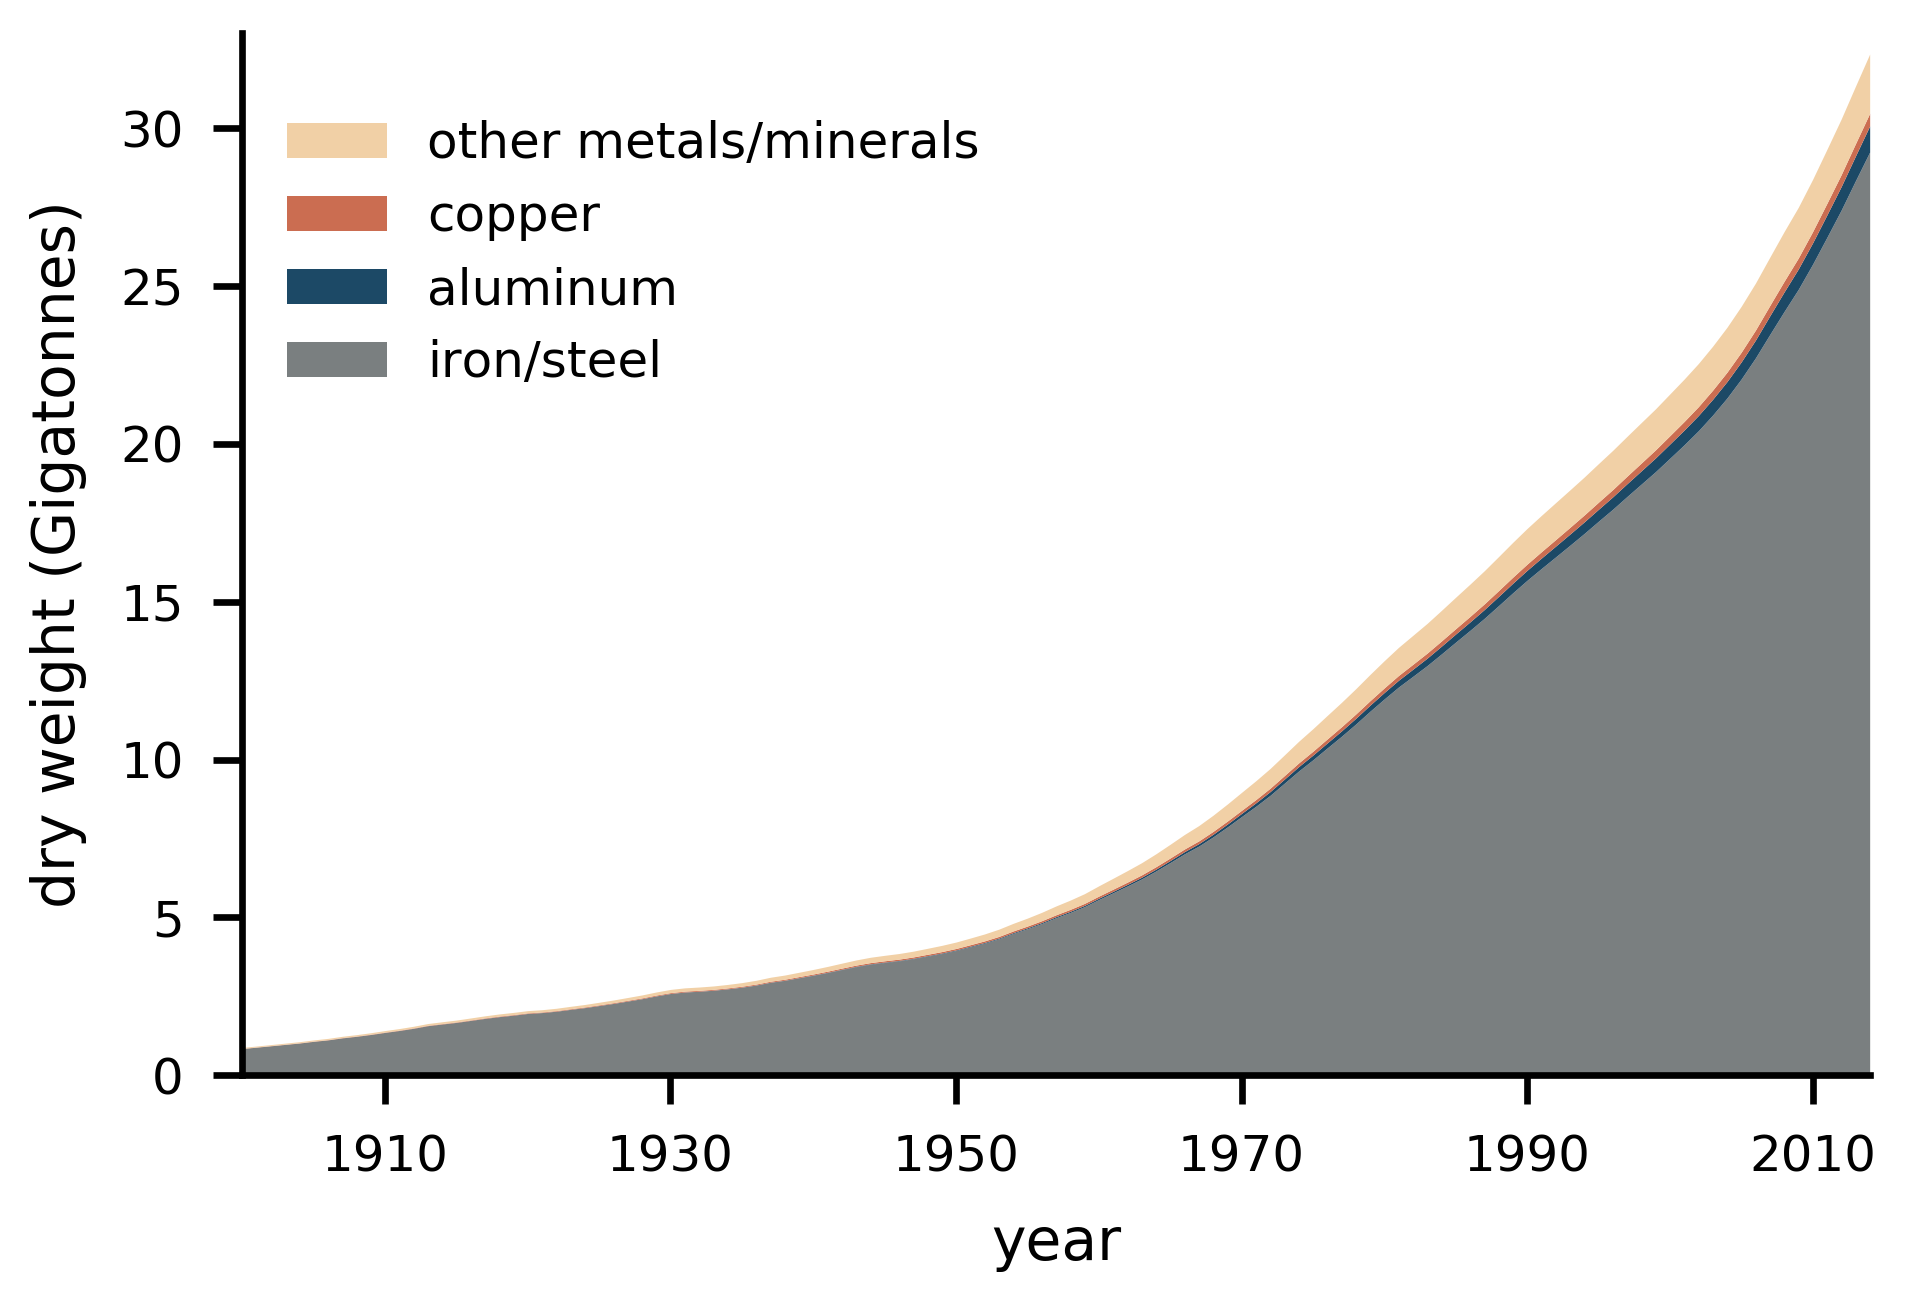 dry weight (Gigatonnes)
30
25
20
15
10
5
0
other metals/minerals
copper
aluminum
iron/steel
1910 1930 1950 1970 1990 2010
year